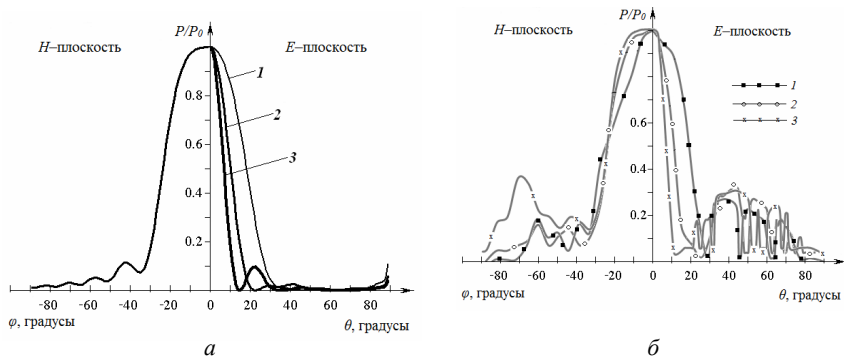 P/P₀
H–плоскость
E–плоскость
1
2
3
0.8
0.6
0.4
0.2
-80 -60 -40 -20 0 20 40 60 80
φ, градусы
θ, градусы
а
P/P₀
H–плоскость
E–плоскость
1
2
3
0.8
0.6
0.4
0.2
-80 -60 -40 -20 0 20 40 60 80
φ, градусы
θ, градусы
б